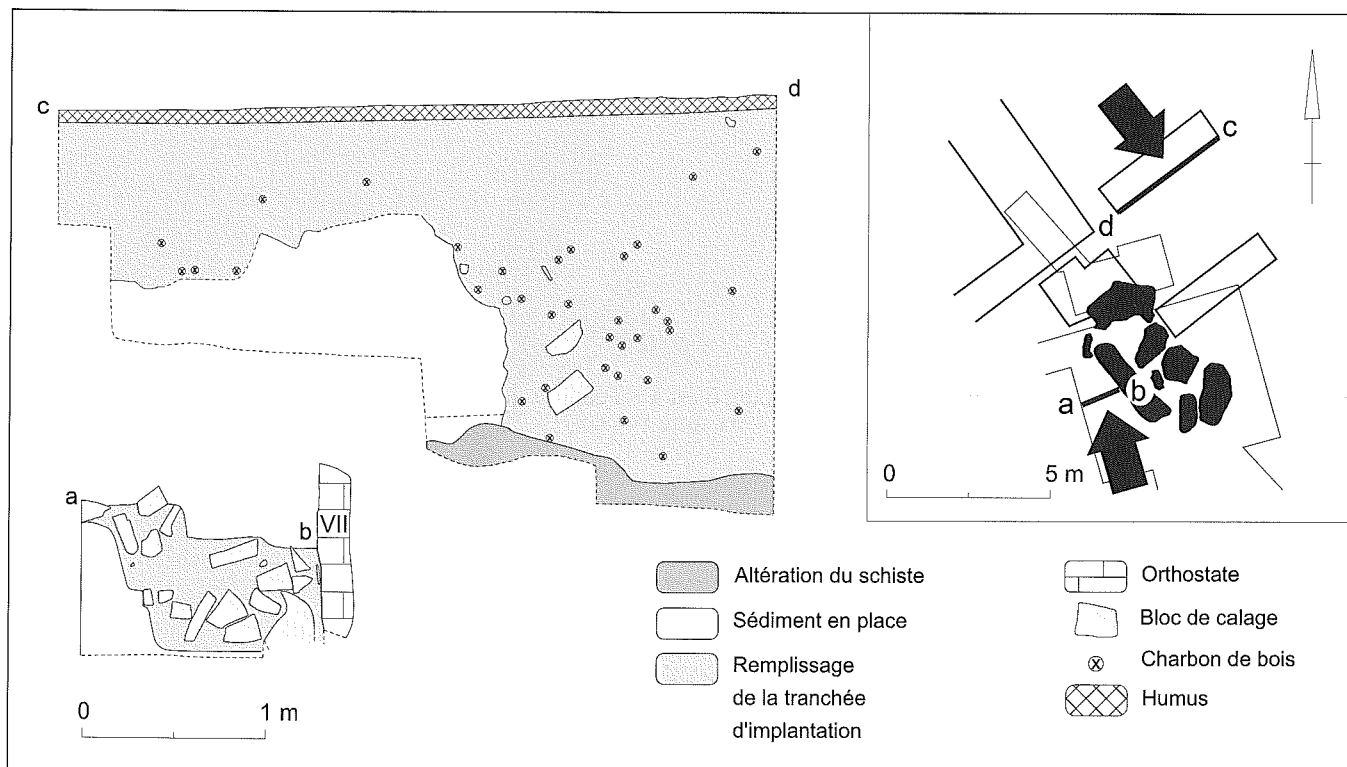 c
d
a
b
VII
0
1 m
c
d
a
b
0
5 m
Altération du schiste
Sédiment en place
Remplissage
de la tranchée
d'implantation
Orthostate
Bloc de calage
Charbon de bois
Humus